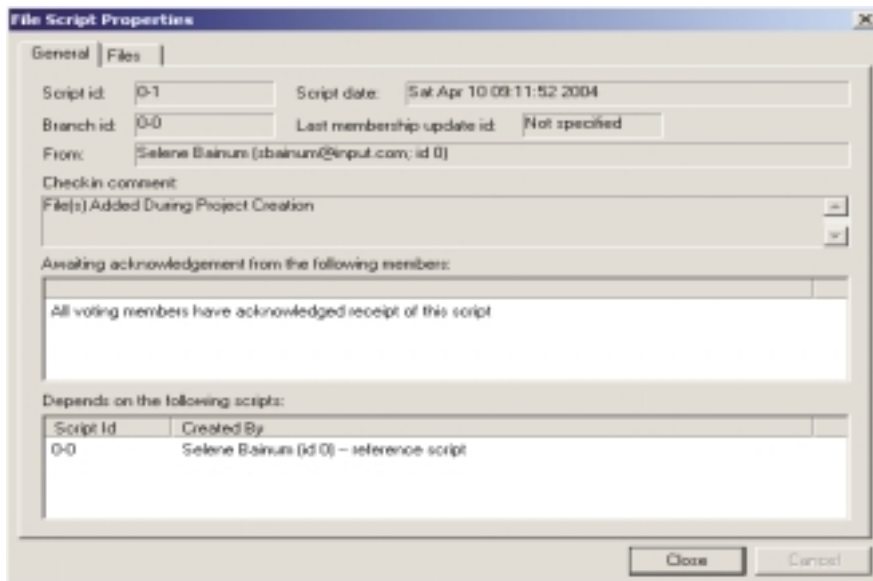 File Script Properties
General Files
Script id: 0-1 Script date: Sat Apr 10 09:11:52 2004
Branch id: 0-0 Last membership update id: Not specified
From: Selene Bainum (sbainum@input.com; id 0)
Checkin comment:
File(s) Added During Project Creation
Awaiting acknowledgement from the following members:
All voting members have acknowledged receipt of this script
Depends on the following scripts:
Script Id Created By
0-0 Selene Bainum (id 0) -- reference script
Close Cancel